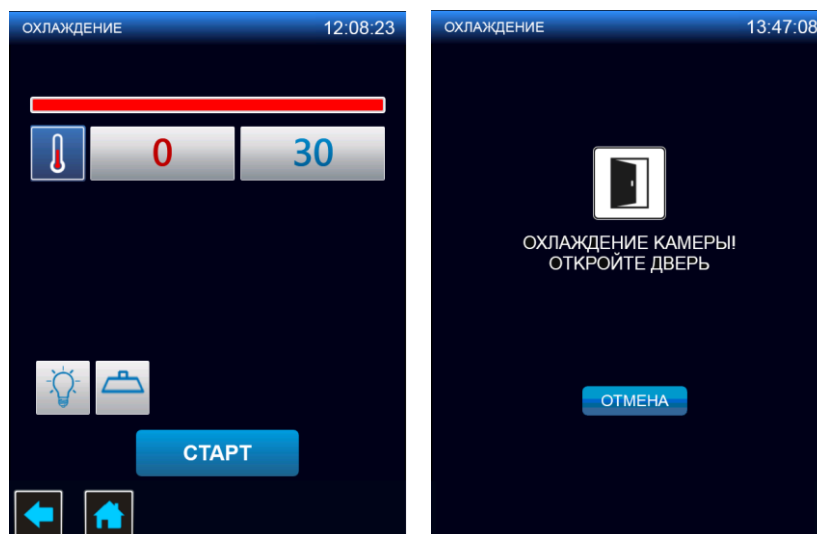 ОХЛАЖДЕНИЕ 12:08:23
0 30
СТАРТ
ОХЛАЖДЕНИЕ 13:47:08
ОХЛАЖДЕНИЕ КАМЕРЫ!
ОТКРОЙТЕ ДВЕРЬ
ОТМЕНА